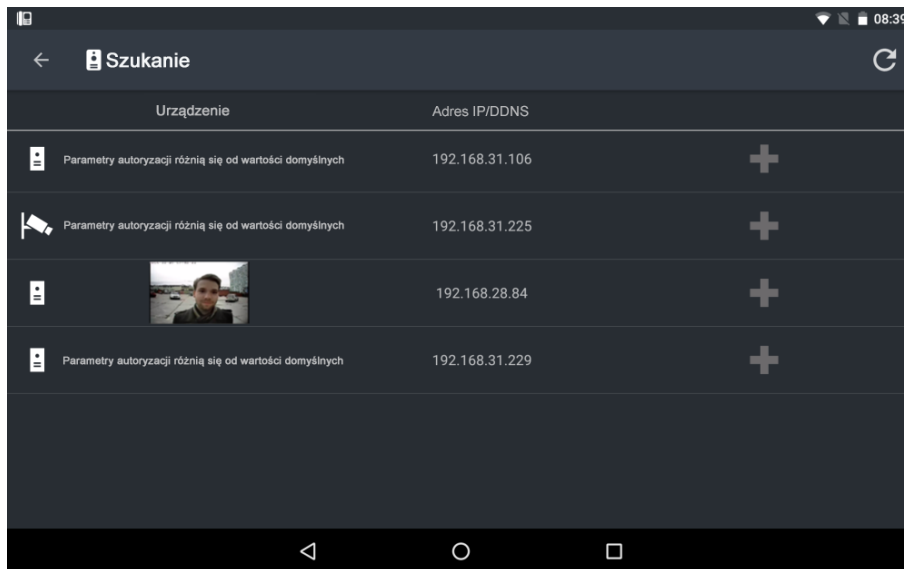 08:39
Szukanie
Urządzenie Adres IP/DDNS
Parametry autoryzacji różnią się od wartości domyślnych 192.168.31.106
Parametry autoryzacji różnią się od wartości domyślnych 192.168.31.225
192.168.28.84
Parametry autoryzacji różnią się od wartości domyślnych 192.168.31.229